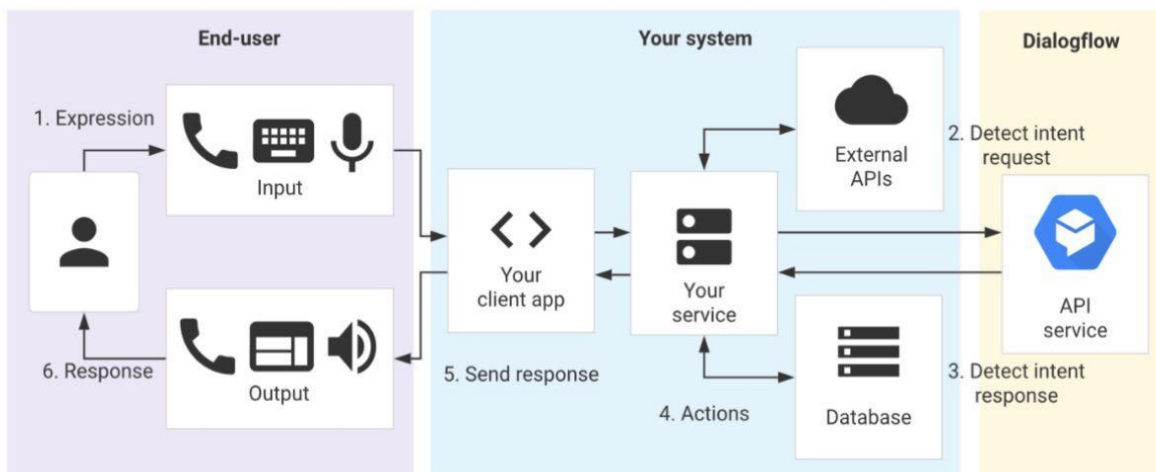 End-user
Your system
Dialogflow
1. Expression
Input
External
APIs
2. Detect intent
request
Your
client app
Your
service
API
service
6. Response
Output
5. Send response
4. Actions
Database
3. Detect intent
response